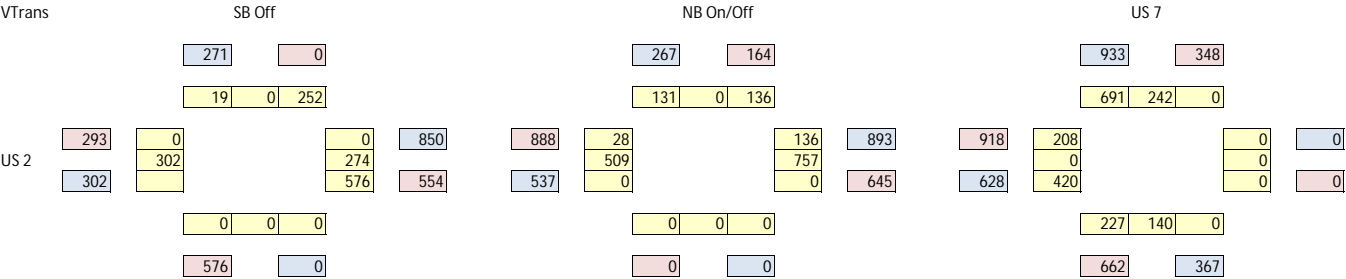 VTrans SB Off NB On/Off US 7
271 0 267 164 933 348
19 0 252 131 0 136 691 242 0
293 0 0 850 888 28 136 893 918 208 0 0
US 2 302 274 509 757 0 0
302 576 554 537 0 0 645 628 420 0 0
0 0 0 0 0 0 227 140 0
576 0 0 0 662 367